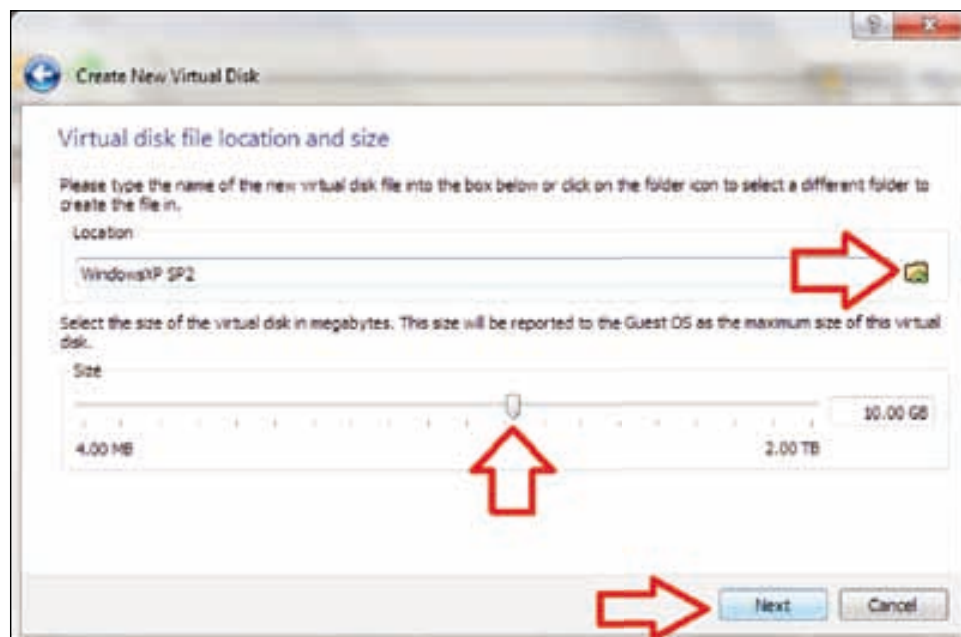 Create New Virtual Disk
Virtual disk file location and size
Please type the name of the new virtual disk file into the box below or click on the folder icon to select a different folder to
create the file in.
Location
WindowsXP SP2
Select the size of the virtual disk in megabytes. This size will be reported to the Guest OS as the maximum size of this virtual
disk.
Size
10.00 GB
4.00 MB
2.00 TB
Next
Cancel